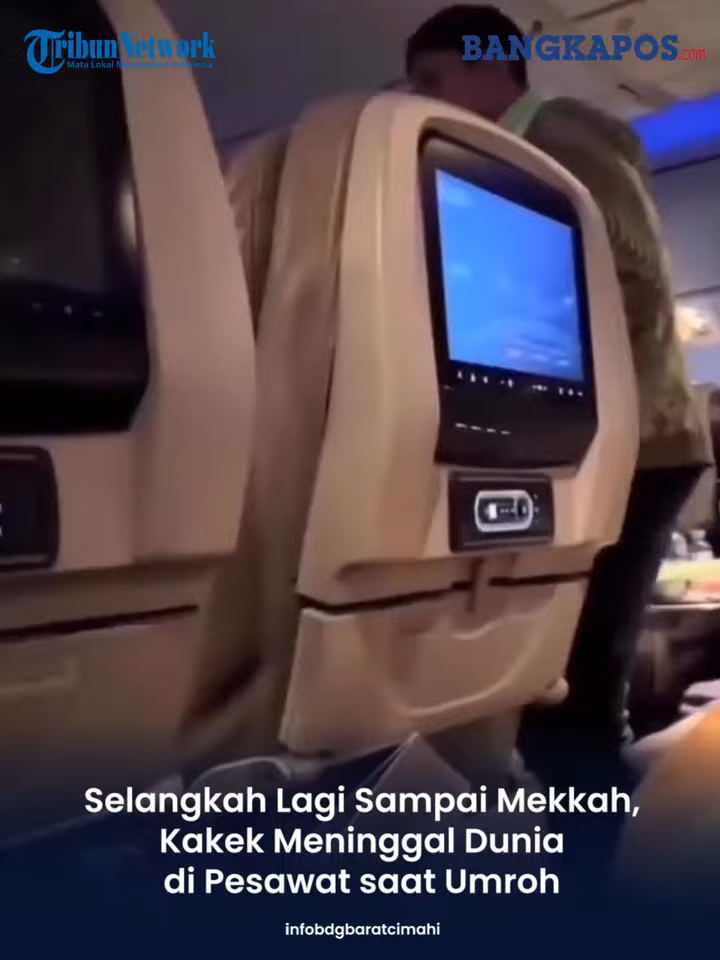 TribunNetwork
BANGKAPOS.com
Selangkah Lagi Sampai Mekkah,
Kakek Meninggal Dunia
di Pesawat saat Umroh
infobdgbaratcimahi